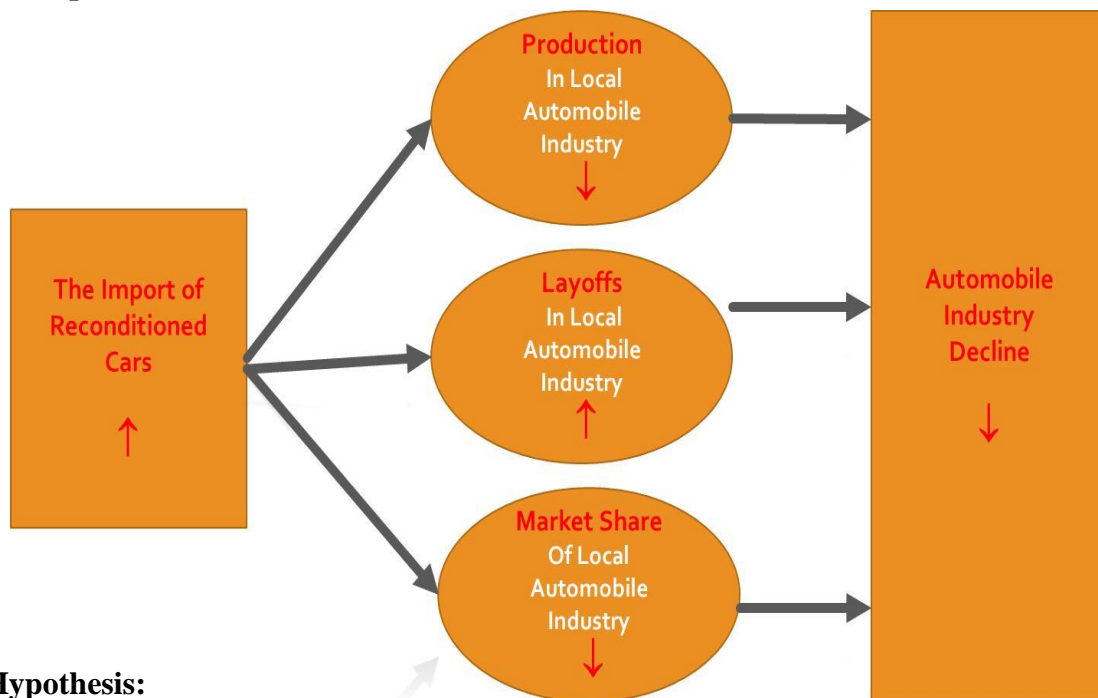 The Import of
Reconditioned
Cars
↑
Production
In Local
Automobile
Industry
↓
Layoffs
In Local
Automobile
Industry
↑
Market Share
Of Local
Automobile
Industry
↓
Automobile
Industry
Decline
↓
Hypothesis: